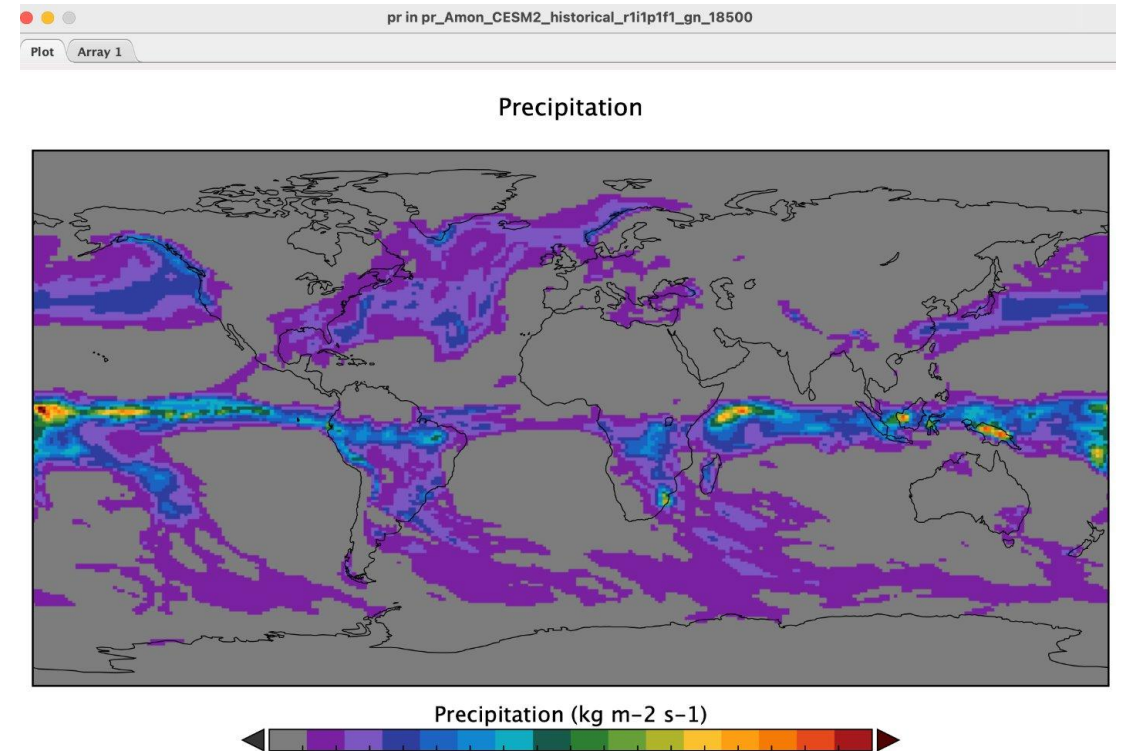 pr in pr_Amon_CESM2_historical_r1i1p1f1_gn_18500
Plot
Array 1
Precipitation
Precipitation (kg m-2 s-1)